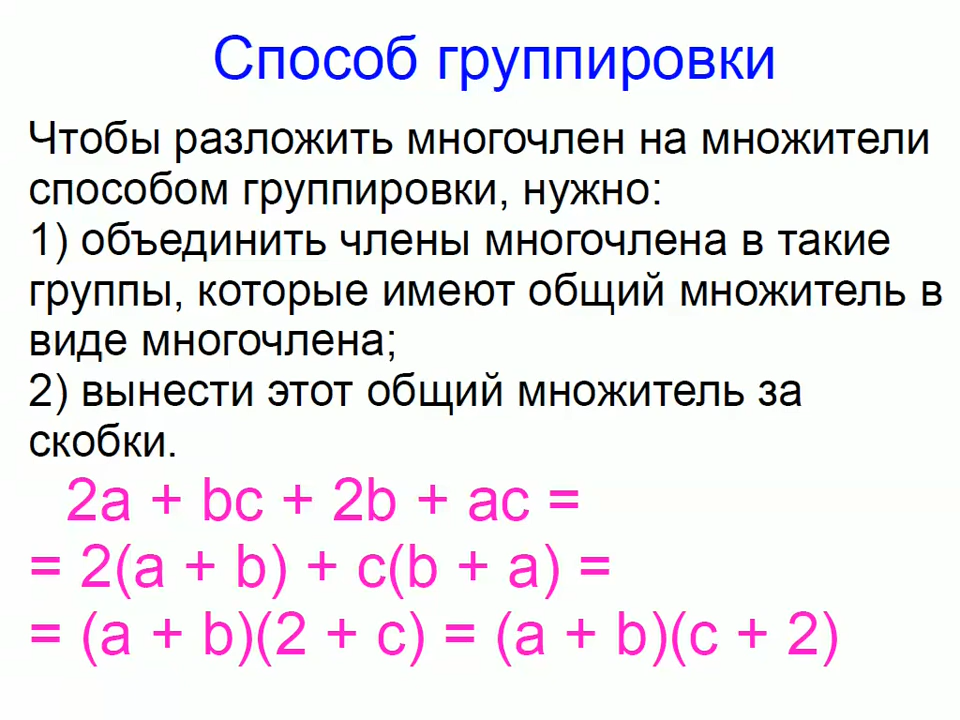 Способ группировки
Чтобы разложить многочлен на множители
способом группировки, нужно:
1) объединить члены многочлена в такие
группы, которые имеют общий множитель в
виде многочлена;
2) вынести этот общий множитель за
скобки.
2a + bc + 2b + ac =
= 2(a + b) + c(b + a) =
= (a + b)(2 + c) = (a + b)(c + 2)